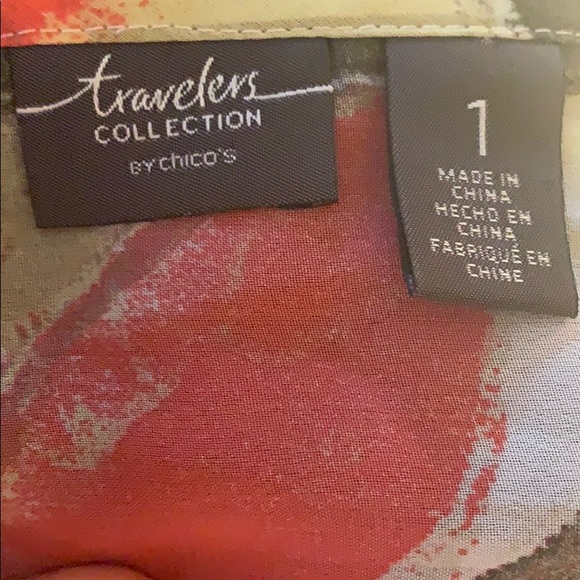 travelers
COLLECTION
BY chico's
1
MADE IN
CHINA
HECHO EN
CHINA
FABRIQUÉ EN
CHINE